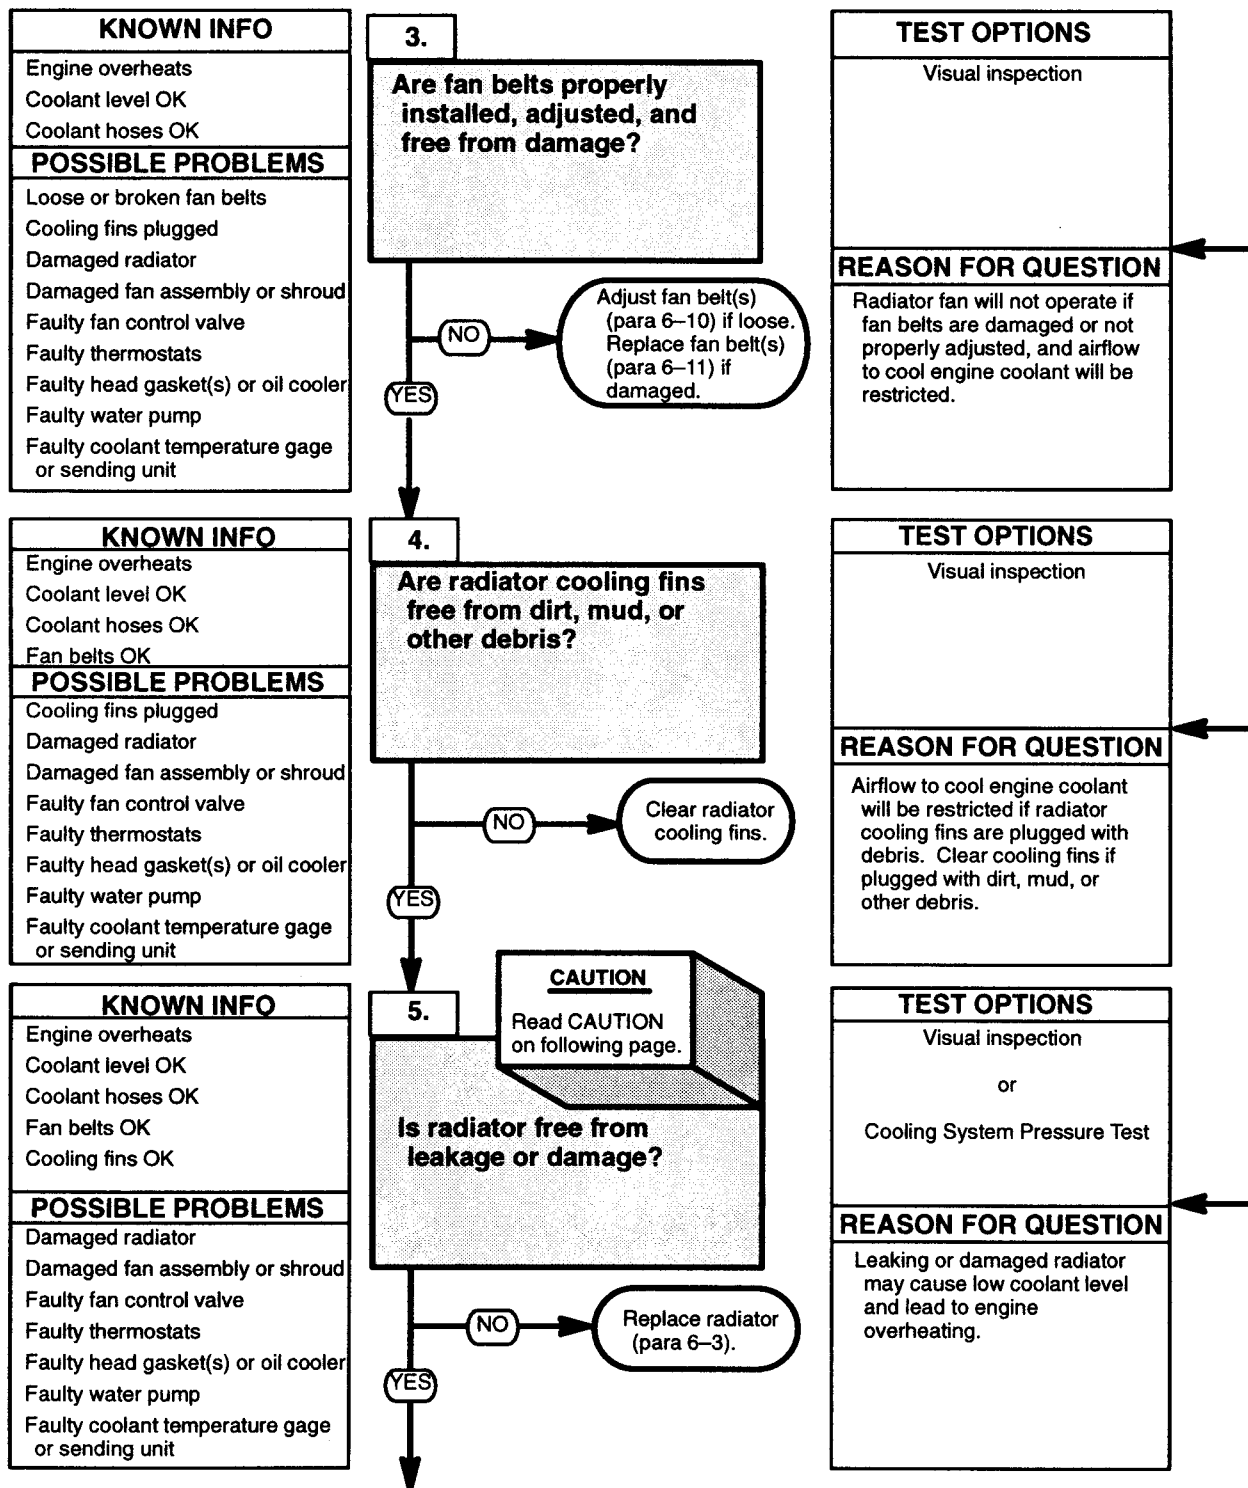 KNOWN INFO
Engine overheats
Coolant level OK
Coolant hoses OK
POSSIBLE PROBLEMS
Loose or broken fan belts
Cooling fins plugged
Damaged radiator
Damaged fan assembly or shroud
Faulty fan control valve
Faulty thermostats
Faulty head gasket(s) or oil cooler
Faulty water pump
Faulty coolant temperature gage
or sending unit
3.
Are fan belts properly
installed, adjusted, and
free from damage?
NO
Adjust fan belt(s)
(para 6–10) if loose.
Replace fan belt(s)
(para 6–11) if
damaged.
YES
TEST OPTIONS
Visual inspection
REASON FOR QUESTION
Radiator fan will not operate if
fan belts are damaged or not
properly adjusted, and airflow
to cool engine coolant will be
restricted.
KNOWN INFO
Engine overheats
Coolant level OK
Coolant hoses OK
Fan belts OK
POSSIBLE PROBLEMS
Cooling fins plugged
Damaged radiator
Damaged fan assembly or shroud
Faulty fan control valve
Faulty thermostats
Faulty head gasket(s) or oil cooler
Faulty water pump
Faulty coolant temperature gage
or sending unit
4.
Are radiator cooling fins
free from dirt, mud, or
other debris?
NO
Clear radiator
cooling fins.
YES
TEST OPTIONS
Visual inspection
REASON FOR QUESTION
Airflow to cool engine coolant
will be restricted if radiator
cooling fins are plugged with
debris. Clear cooling fins if
plugged with dirt, mud, or
other debris.
KNOWN INFO
Engine overheats
Coolant level OK
Coolant hoses OK
Fan belts OK
Cooling fins OK
POSSIBLE PROBLEMS
Damaged radiator
Damaged fan assembly or shroud
Faulty fan control valve
Faulty thermostats
Faulty head gasket(s) or oil cooler
Faulty water pump
Faulty coolant temperature gage
or sending unit
5.
CAUTION
Read CAUTION
on following page.
Is radiator free from
leakage or damage?
NO
Replace radiator
(para 6–3).
YES
TEST OPTIONS
Visual inspection
or
Cooling System Pressure Test
REASON FOR QUESTION
Leaking or damaged radiator
may cause low coolant level
and lead to engine
overheating.